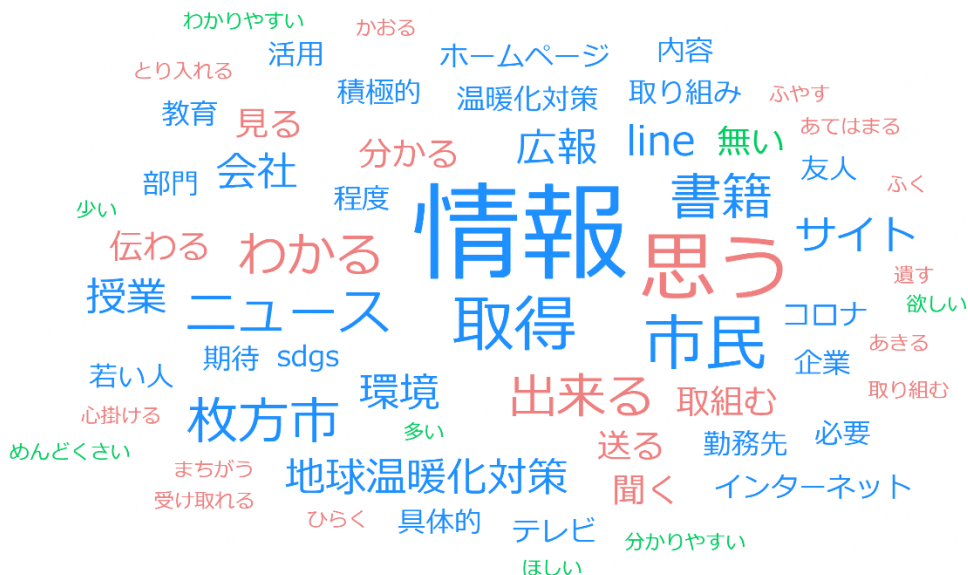 わかりやすい
かおる
活用
ホームページ
内容
とり入れる
積極的
温暖化対策
取り組み
ふやす
教育
見る
分かる
広報
line
無い
あてはまる
部門
会社
程度
情報
書籍
友人
ふく
少い
伝わる
わかる
思う
サイト
遺す
授業
ニュース
取得
市民
コロナ
欲しい
期待
sdgs
企業
あきる
若い人
環境
出来る
取組む
取り組む
心掛ける
枚方市
多い
送る
勤務先
必要
めんどくさい
まちがう
地球温暖化対策
聞く
インターネット
受け取れる
ひらく
具体的
テレビ
分かりやすい
ほしい